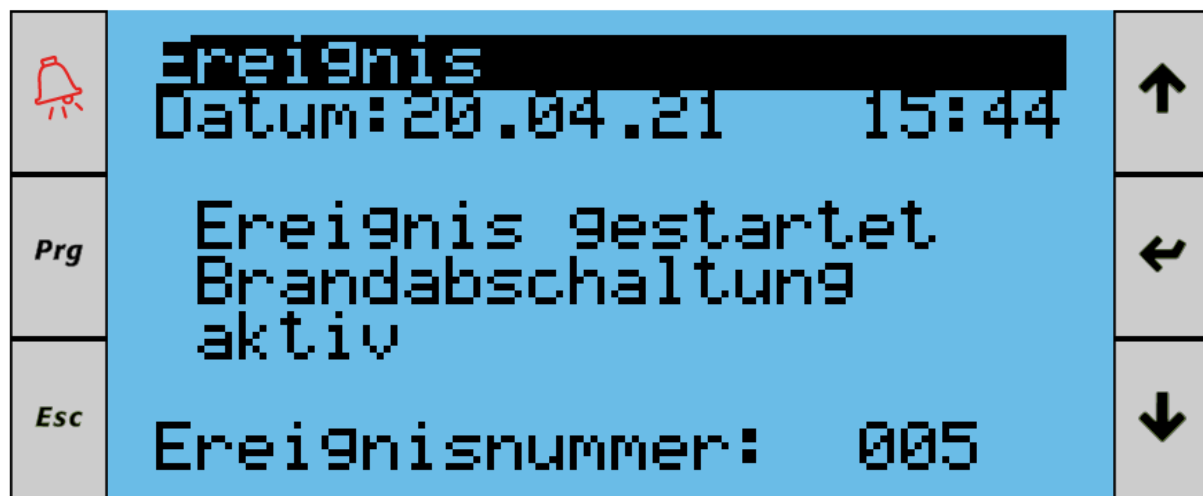 Ereignis
Datum:20.04.21 15:44
Prg
Ereignis gestartet
Brandabschaltung
aktiv
Esc
Ereignisnummer: 005